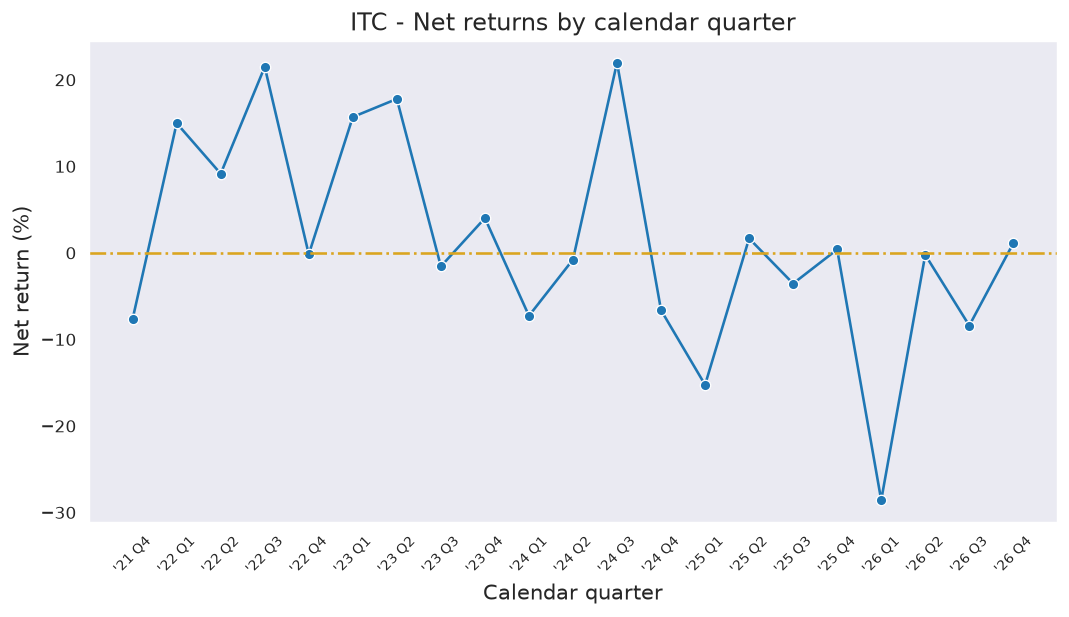 ITC - Net returns by calendar quarter
Net return (%)
20
10
0
−10
−20
−30
'21 Q4
'22 Q1
'22 Q2
'22 Q3
'22 Q4
'23 Q1
'23 Q2
'23 Q3
'23 Q4
'24 Q1
'24 Q2
'24 Q3
'24 Q4
'25 Q1
'25 Q2
'25 Q3
'25 Q4
'26 Q1
'26 Q2
'26 Q3
'26 Q4
Calendar quarter